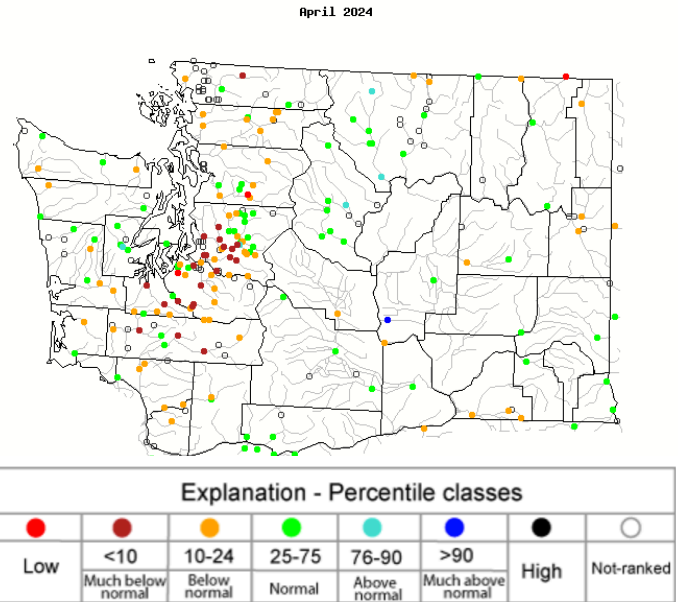 April 2024
Explanation - Percentile classes
Low
<10
10-24
25-75
76-90
>90
High
Not-ranked
Much below
normal
Below
normal
Normal
Above
normal
Much above
normal